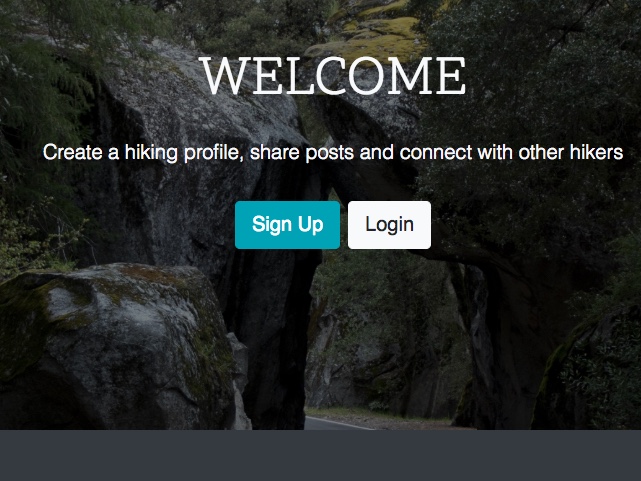 WELCOME
Create a hiking profile, share posts and connect with other hikers
Sign Up Login